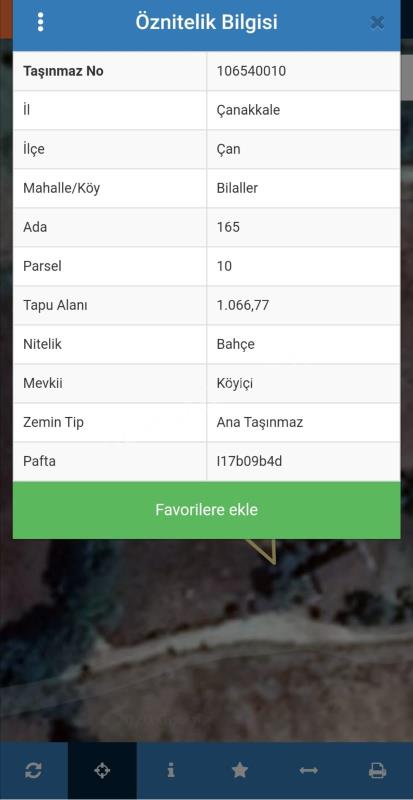 Öznitelik Bilgisi
Taşınmaz No 106540010
İl Çanakkale
İlçe Çan
Mahalle/Köy Bilaller
Ada 165
Parsel 10
Tapu Alanı 1.066,77
Nitelik Bahçe
Mevkii Köyiçi
Zemin Tip Ana Taşınmaz
Pafta I17b09b4d
Favorilere ekle